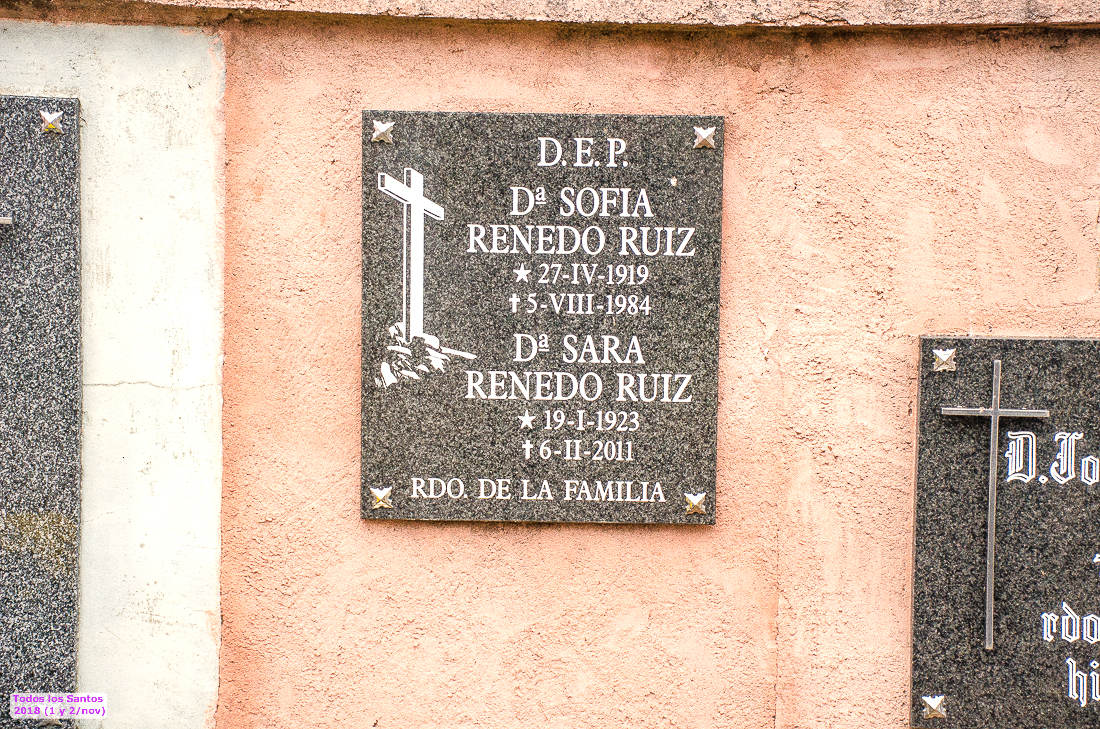 D.E.P.
Dª SOFIA
RENEDO RUIZ
★27-IV-1919
✝5-VIII-1984
Dª SARA
RENEDO RUIZ
★19-I-1923
✝6-II-2011
RDO. DE LA FAMILIA
D.
rdo
Todos los Santos
2018 (1 y 2/nov)